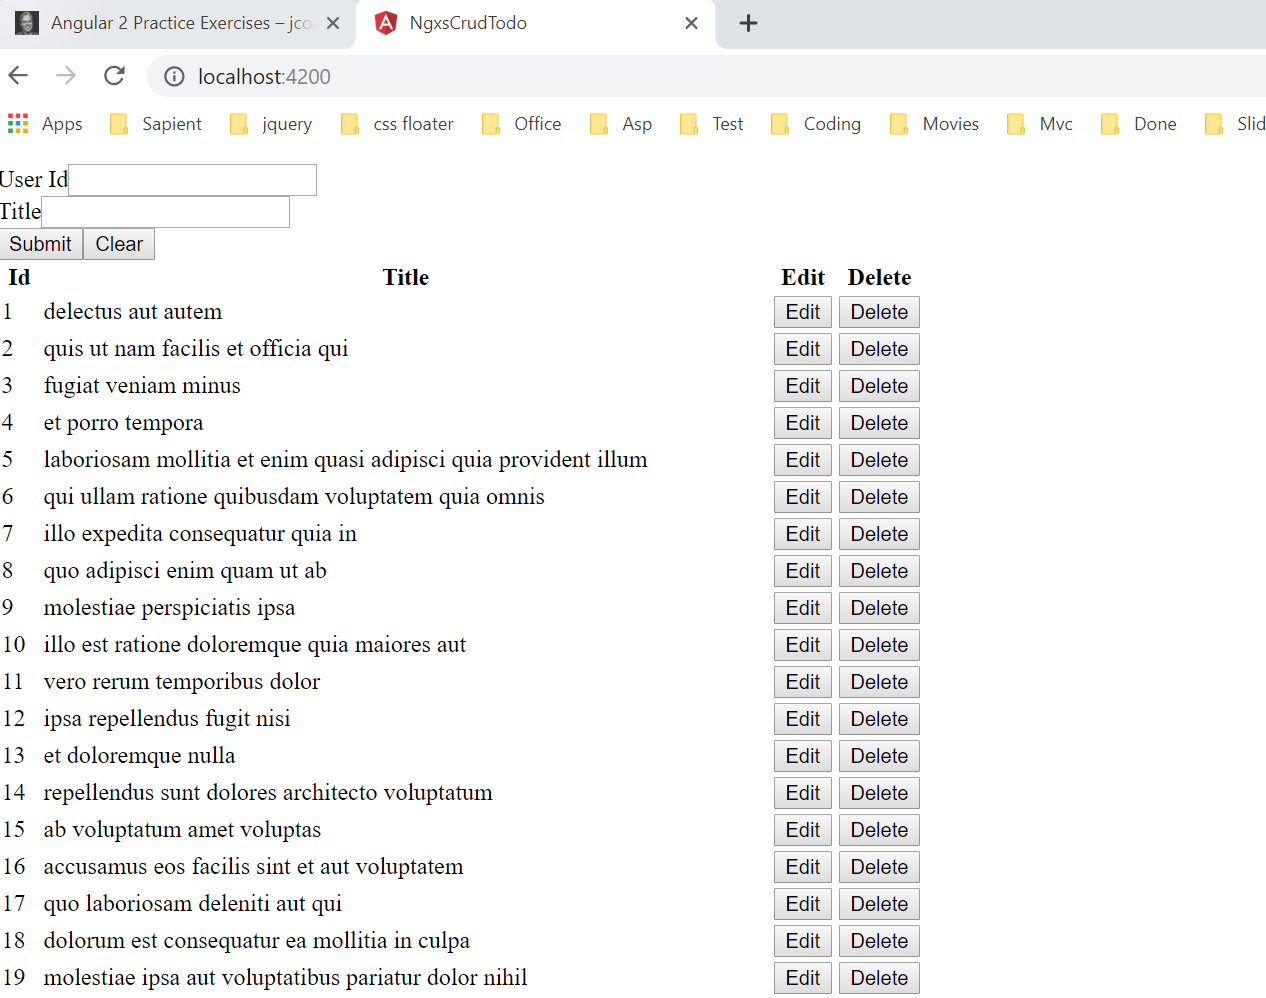 Angular 2 Practice Exercises – jco
NgxsCrudTodo
localhost:4200
Apps Sapient jquery css floater Office Asp Test Coding Movies Mvc Done Slid
User Id
Title
Submit Clear
Id Title Edit Delete
1 delectus aut autem Edit Delete
2 quis ut nam facilis et officia qui Edit Delete
3 fugiat veniam minus Edit Delete
4 et porro tempora Edit Delete
5 laboriosam mollitia et enim quasi adipisci quia provident illum Edit Delete
6 qui ullam ratione quibusdam voluptatem quia omnis Edit Delete
7 illo expedita consequatur quia in Edit Delete
8 quo adipisci enim quam ut ab Edit Delete
9 molestiae perspiciatis ipsa Edit Delete
10 illo est ratione doloremque quia maiores aut Edit Delete
11 vero rerum temporibus dolor Edit Delete
12 ipsa repellendus fugit nisi Edit Delete
13 et doloremque nulla Edit Delete
14 repellendus sunt dolores architecto voluptatum Edit Delete
15 ab voluptatum amet voluptas Edit Delete
16 accusamus eos facilis sint et aut voluptatem Edit Delete
17 quo laboriosam deleniti aut qui Edit Delete
18 dolorum est consequatur ea mollitia in culpa Edit Delete
19 molestiae ipsa aut voluptatibus pariatur dolor nihil Edit Delete